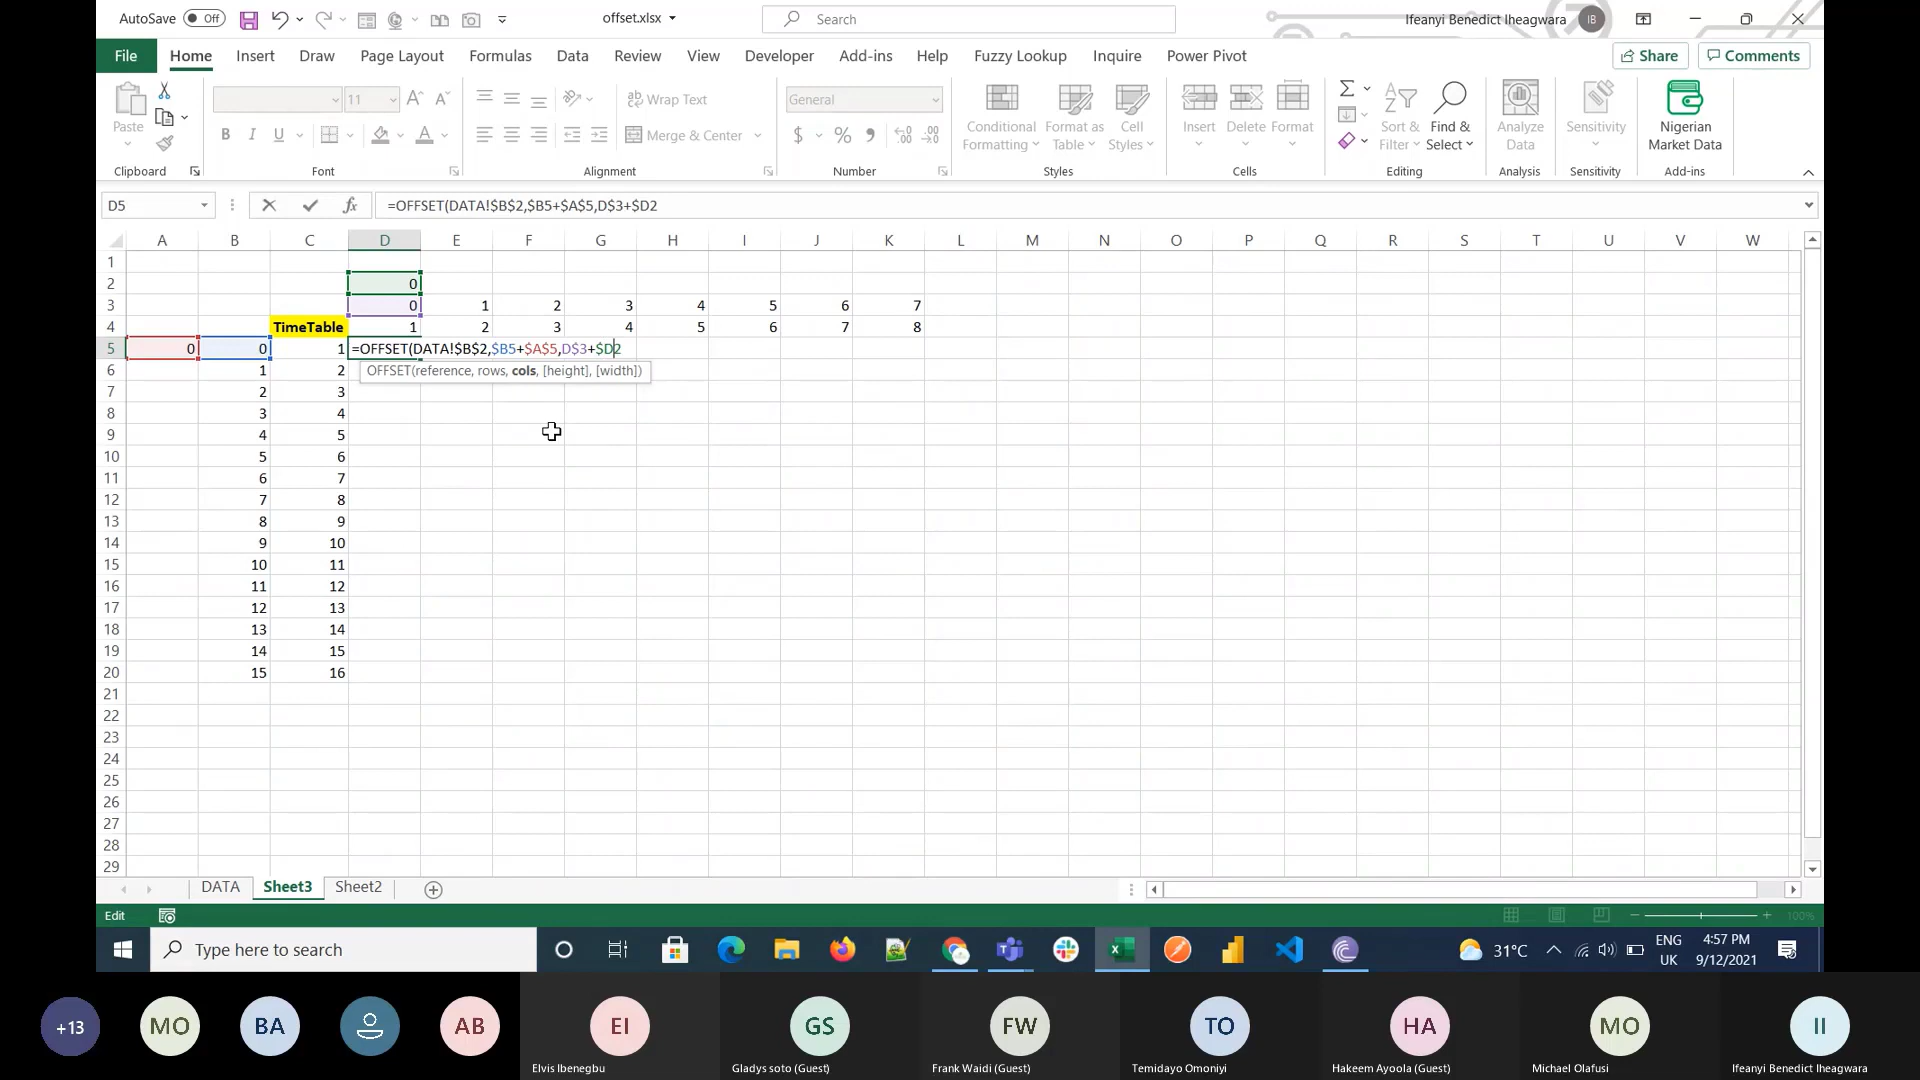 AutoSave Off offset.xlsx Search Ifeanyi Benedict Iheagwara IB
File Home Insert Draw Page Layout Formulas Data Review View Developer Add-ins Help Fuzzy Lookup Inquire Power Pivot Share Comments
Paste 11 Wrap Text General Conditional Formatting Format as Table Cell Styles Insert Delete Format Sort & Filter Find & Select Analyze Data Sensitivity Nigerian Market Data
B I U Merge & Center $ %
Clipboard Font Alignment Number Styles Cells Editing Analysis Sensitivity Add-ins
D5 fx =OFFSET(DATA!$B$2,$B5+$A$5,D$3+$D2
A B C D E F G H I J K L M N O P Q R S T U V W
1
2 0
3 0 1 2 3 4 5 6 7
4 TimeTable 1 2 3 4 5 6 7 8
5 0 0 1 =OFFSET(DATA!$B$2,$B5+$A$5,D$3+$D2
6 1 2 OFFSET(reference, rows, cols, [height], [width])
7 2 3
8 3 4
9 4 5
10 5 6
11 6 7
12 7 8
13 8 9
14 9 10
15 10 11
16 11 12
17 12 13
18 13 14
19 14 15
20 15 16
21
22
23
24
25
26
27
28
29
DATA Sheet3 Sheet2
Edit 100%
Type here to search 31°C ENG UK 4:57 PM 9/12/2021
+13 MO BA AB EI GS FW TO HA MO II
Elvis Ibenegbu Gladys soto (Guest) Frank Waidi (Guest) Temidayo Omoniyi Hakeem Ayoola (Guest) Michael Olafusi Ifeanyi Benedict Iheagwara